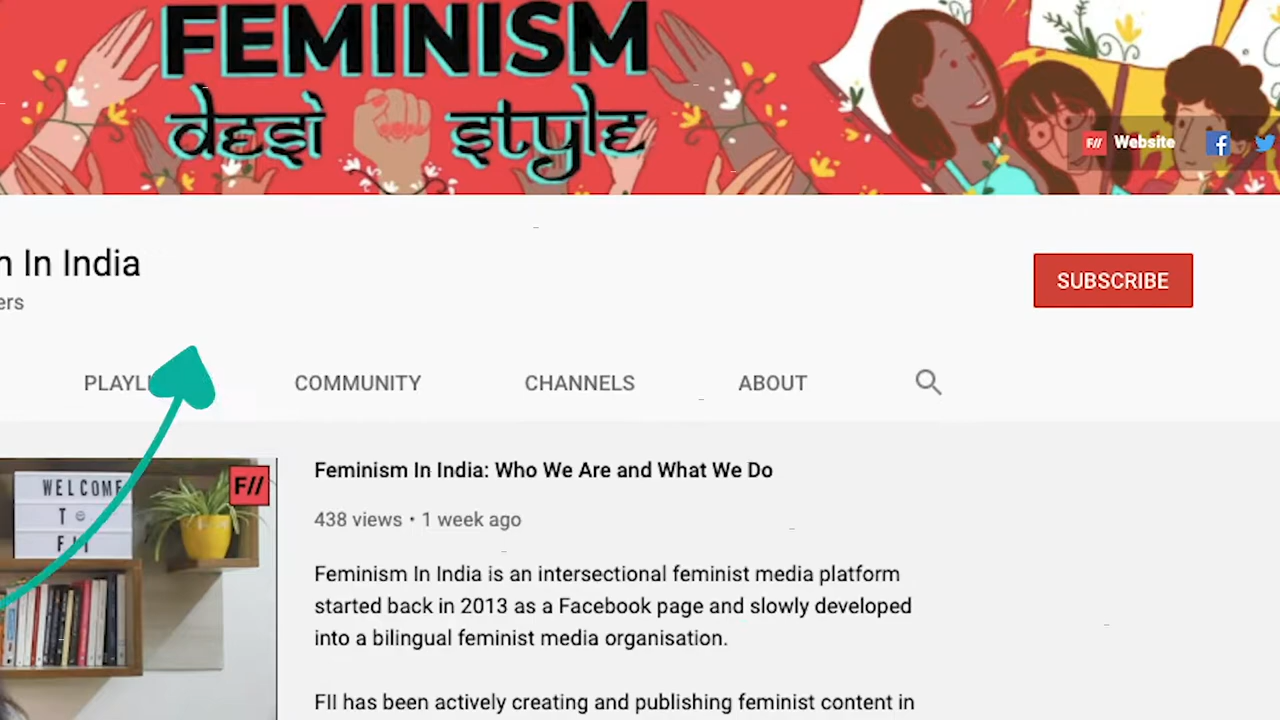 FEMINISM
desi style
F// Website
In India
SUBSCRIBE
COMMUNITY CHANNELS ABOUT
WELCOME
F//
T
Feminism In India: Who We Are and What We Do
438 views • 1 week ago
Feminism In India is an intersectional feminist media platform
started back in 2013 as a Facebook page and slowly developed
into a bilingual feminist media organisation.
FII has been actively creating and publishing feminist content in